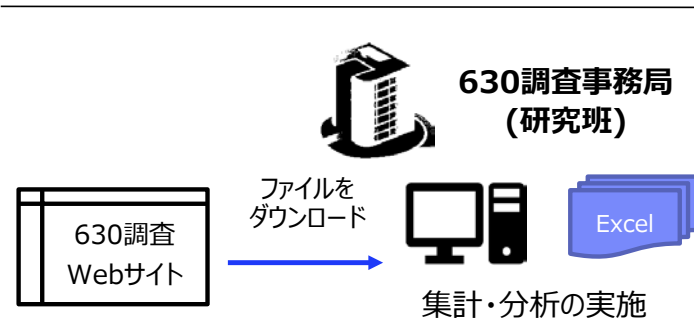 630調査事務局
(研究班)
ファイルを
ダウンロード
630調査
Webサイト
Excel
集計・分析の実施